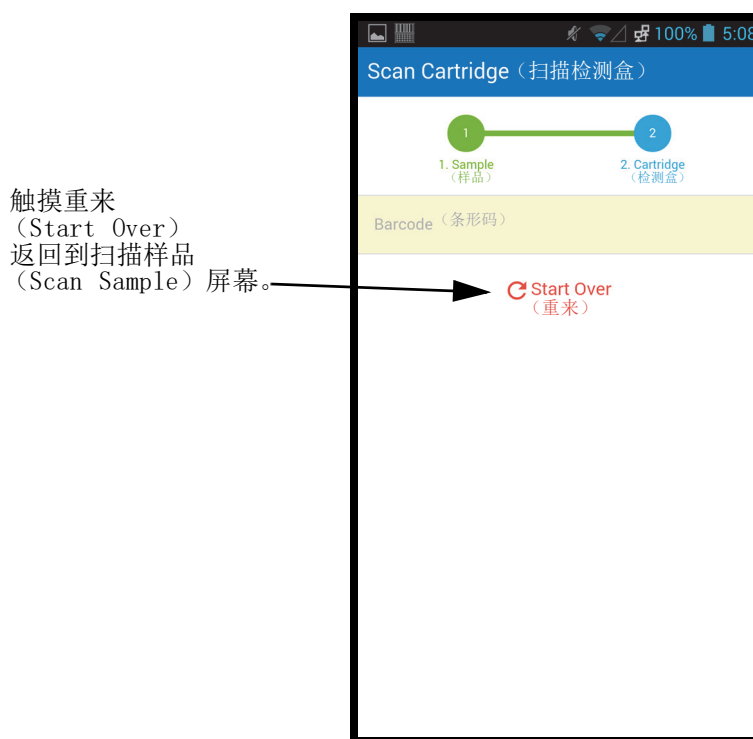 100% 5:08
Scan Cartridge（扫描检测盒）
1
2
1. Sample
（样品）
2. Cartridge
（检测盒）
Barcode（条形码）
触摸重来
（Start Over）
返回到扫描样品
（Scan Sample）屏幕。
Start Over
（重来）